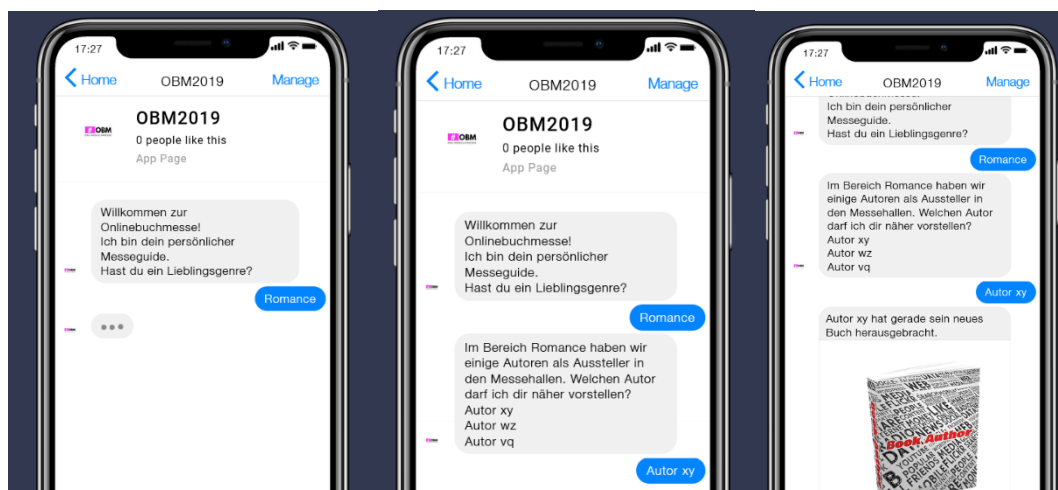 17:27
Home OBM2019 Manage
OBM
OBM2019
0 people like this
App Page
Willkommen zur
Onlinebuchmesse!
Ich bin dein persönlicher
Messeguide.
Hast du ein Lieblingsgenre?
Romance
17:27
Home OBM2019 Manage
OBM
OBM2019
0 people like this
App Page
Willkommen zur
Onlinebuchmesse!
Ich bin dein persönlicher
Messeguide.
Hast du ein Lieblingsgenre?
Romance
Im Bereich Romance haben wir
einige Autoren als Aussteller in
den Messehallen. Welchen Autor
darf ich dir näher vorstellen?
Autor xy
Autor wz
Autor vq
Autor xy
17:27
Home OBM2019 Manage
Onlinebuchmesse!
Ich bin dein persönlicher
Messeguide.
Hast du ein Lieblingsgenre?
Romance
Im Bereich Romance haben wir
einige Autoren als Aussteller in
den Messehallen. Welchen Autor
darf ich dir näher vorstellen?
Autor xy
Autor wz
Autor vq
Autor xy
Autor xy hat gerade sein neues
Buch herausgebracht.
Book Author